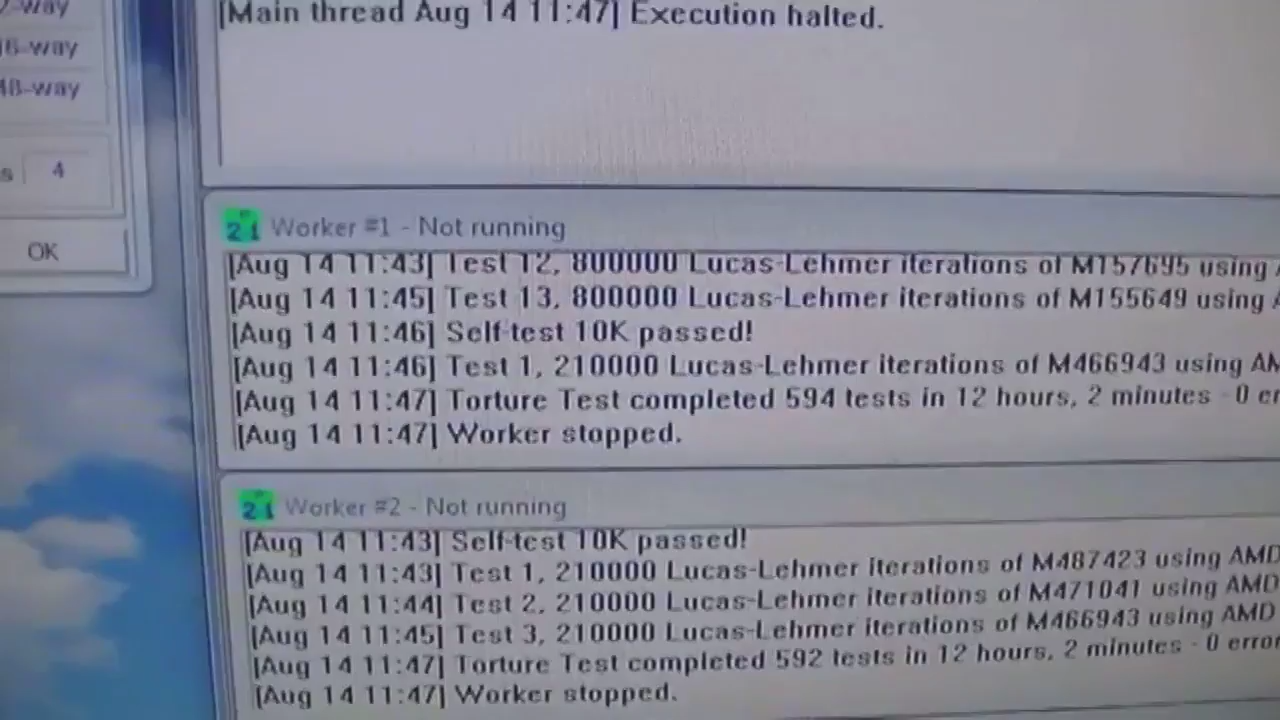 2-way
16-way
48-way
s 4
OK
[Main thread Aug 14 11:47] Execution halted.
Worker #1 - Not running
[Aug 14 11:43] Test 12, 800000 Lucas-Lehmer iterations of M157695 using
[Aug 14 11:45] Test 13, 800000 Lucas-Lehmer iterations of M155649 using
[Aug 14 11:46] Self-test 10K passed!
[Aug 14 11:46] Test 1, 210000 Lucas-Lehmer iterations of M466943 using AM
[Aug 14 11:47] Torture Test completed 594 tests in 12 hours, 2 minutes - 0 er
[Aug 14 11:47] Worker stopped.
Worker #2 - Not running
[Aug 14 11:43] Self-test 10K passed!
[Aug 14 11:43] Test 1, 210000 Lucas-Lehmer iterations of M487423 using AMD
[Aug 14 11:44] Test 2, 210000 Lucas-Lehmer iterations of M471041 using AMD
[Aug 14 11:45] Test 3, 210000 Lucas-Lehmer iterations of M466943 using AMD
[Aug 14 11:47] Torture Test completed 592 tests in 12 hours, 2 minutes - 0 error
[Aug 14 11:47] Worker stopped.